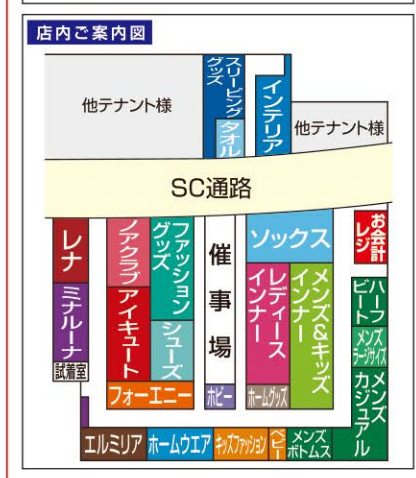 店内ご案内図
他テナント様
スリーピング
グッズ
タオル
インテリア
他テナント様
SC通路
レナ
ミナルーナ
試着室
ノアクラブ
アイキュート
ファッション
グッズ
シューズ
フォーエニー
催事場
ホビー
ソックス
レディース
インナー
ホームグッズ
メンズ&キッズ
インナー
お会計
レジ
ハーフ
ビート
メンズ
ラージサイズ
メンズ
カジュアル
エルミリア
ホームウエア
キッズファッション
ベビー
メンズ
ボトムス